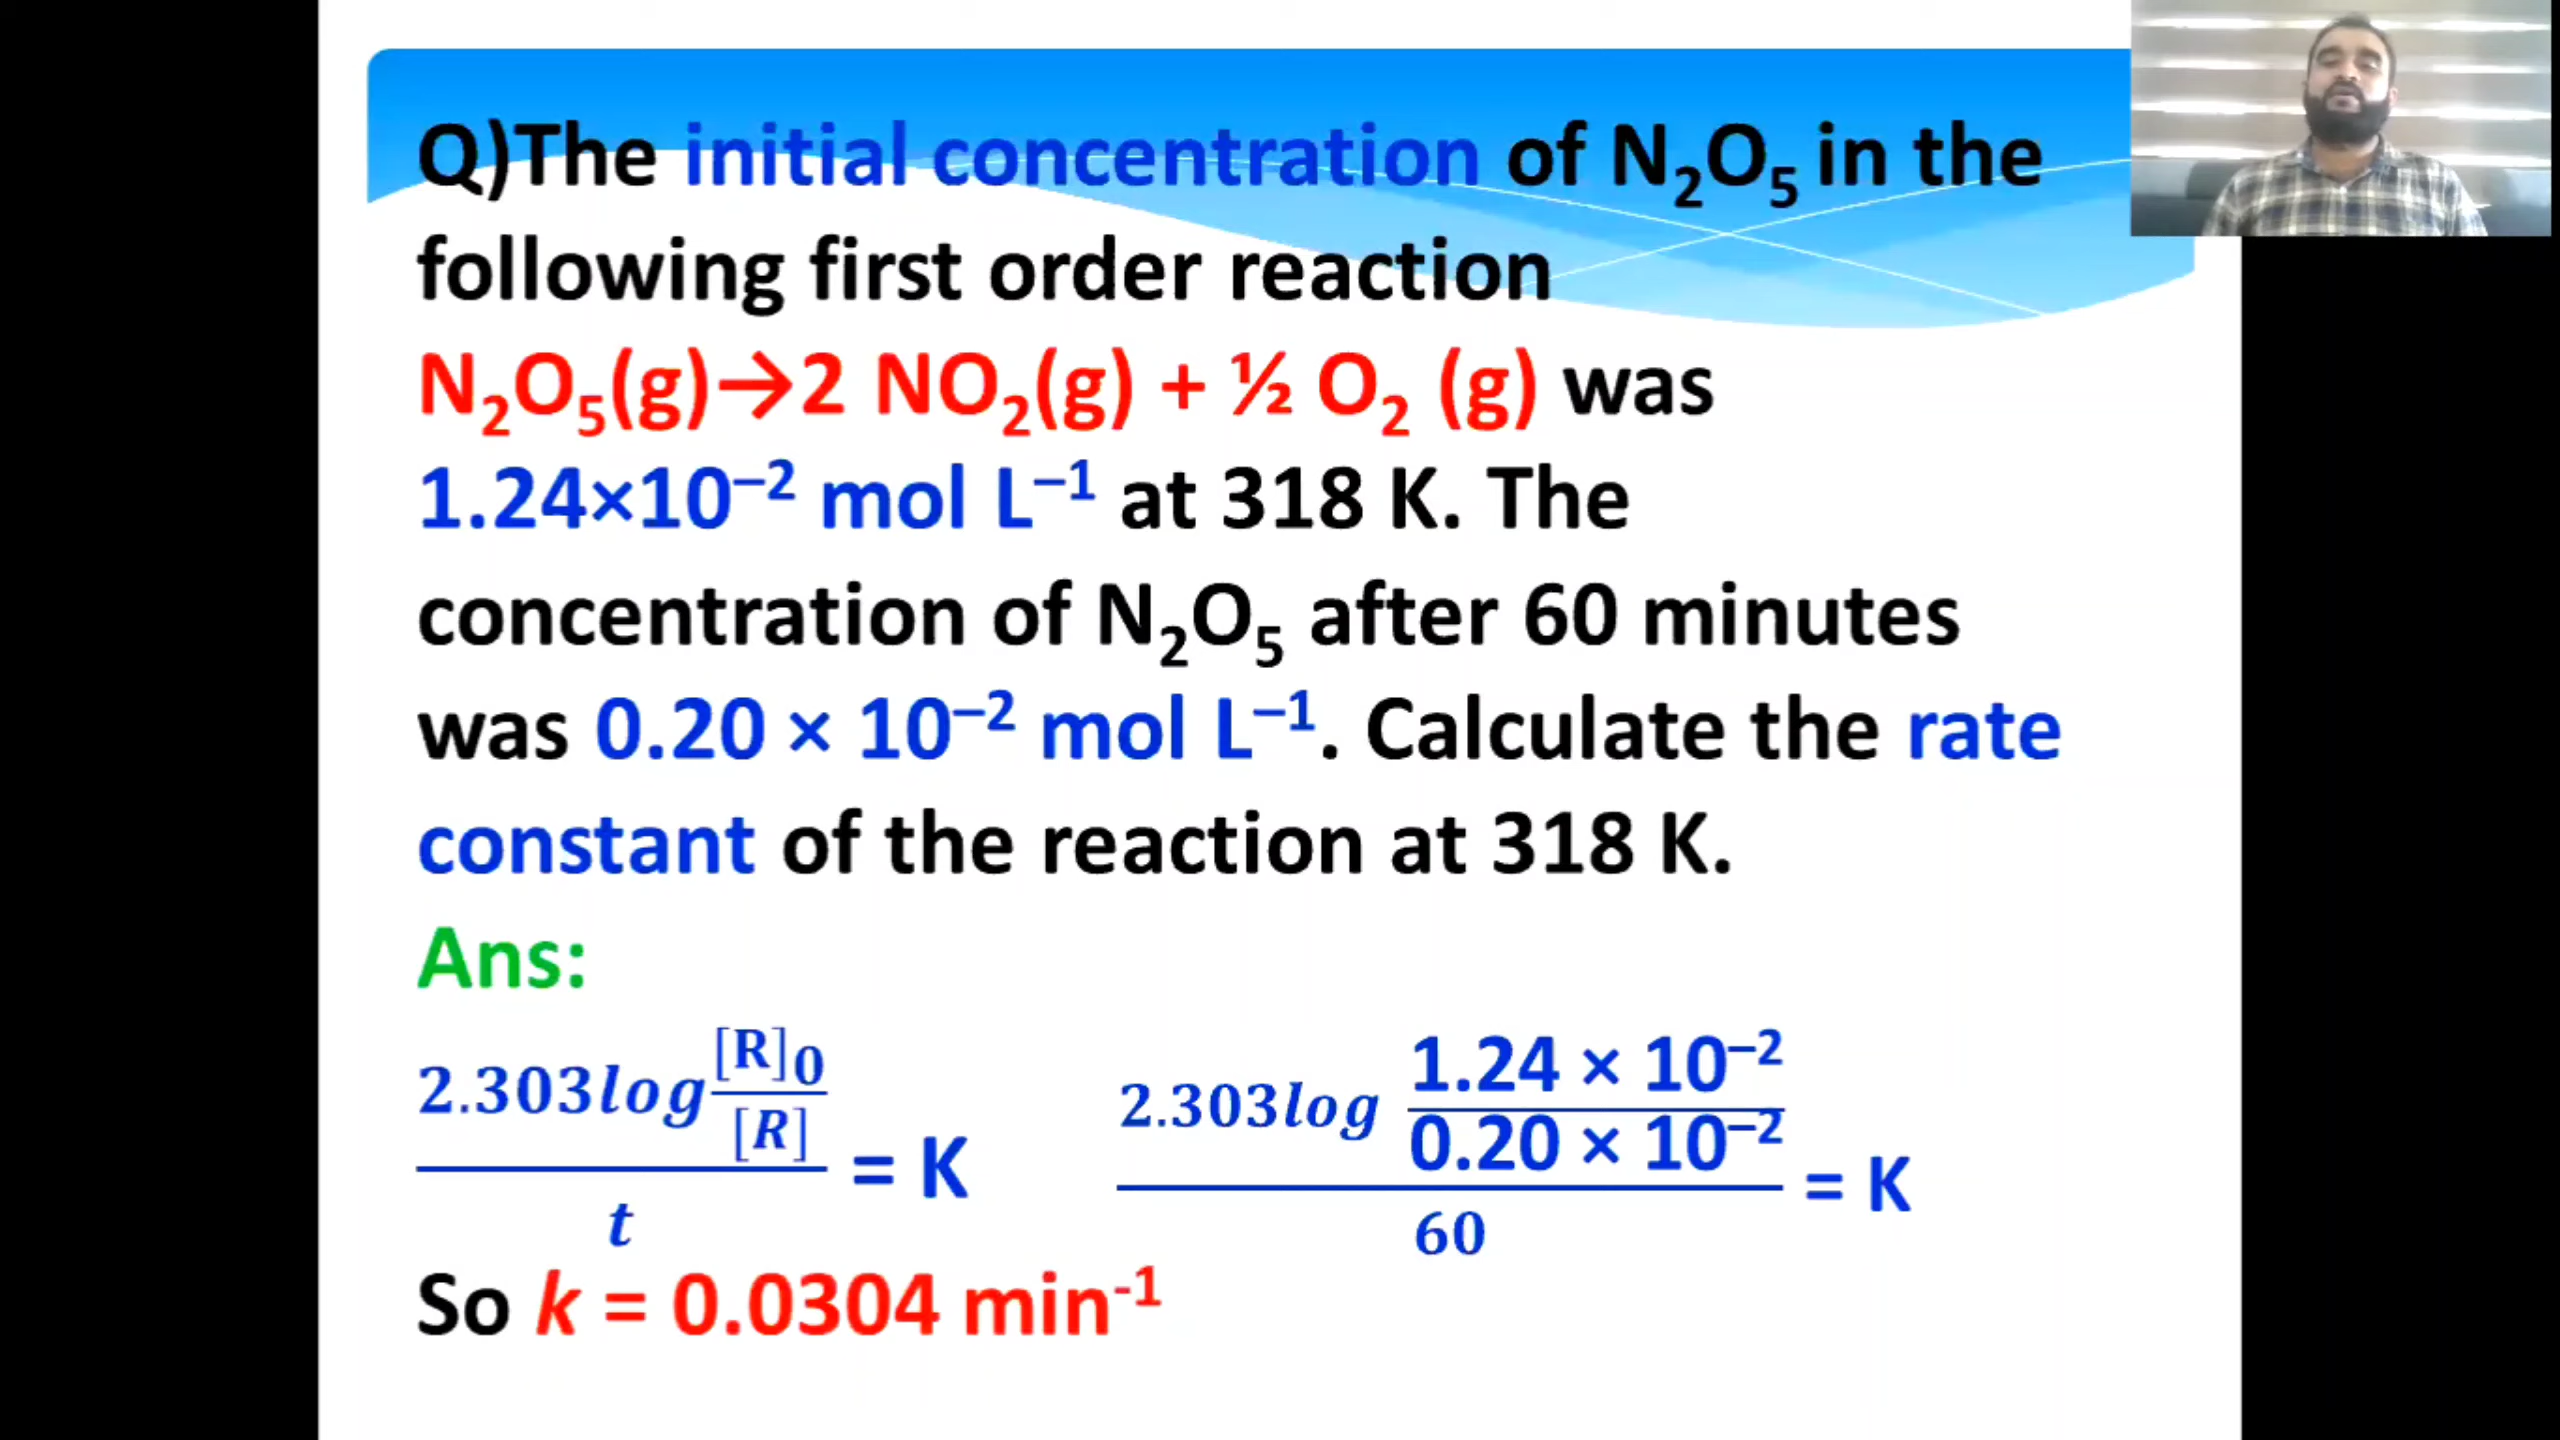 Q)The initial concentration of N₂O₅ in the
following first order reaction
N₂O₅(g)→2 NO₂(g) + ½ O₂ (g) was
1.24×10⁻² mol L⁻¹ at 318 K. The
concentration of N₂O₅ after 60 minutes
was 0.20 × 10⁻² mol L⁻¹. Calculate the rate
constant of the reaction at 318 K.
Ans:
2.303log [R]₀/[R] / t = K
2.303log 1.24 × 10⁻²/0.20 × 10⁻² / 60 = K
So k = 0.0304 min⁻¹